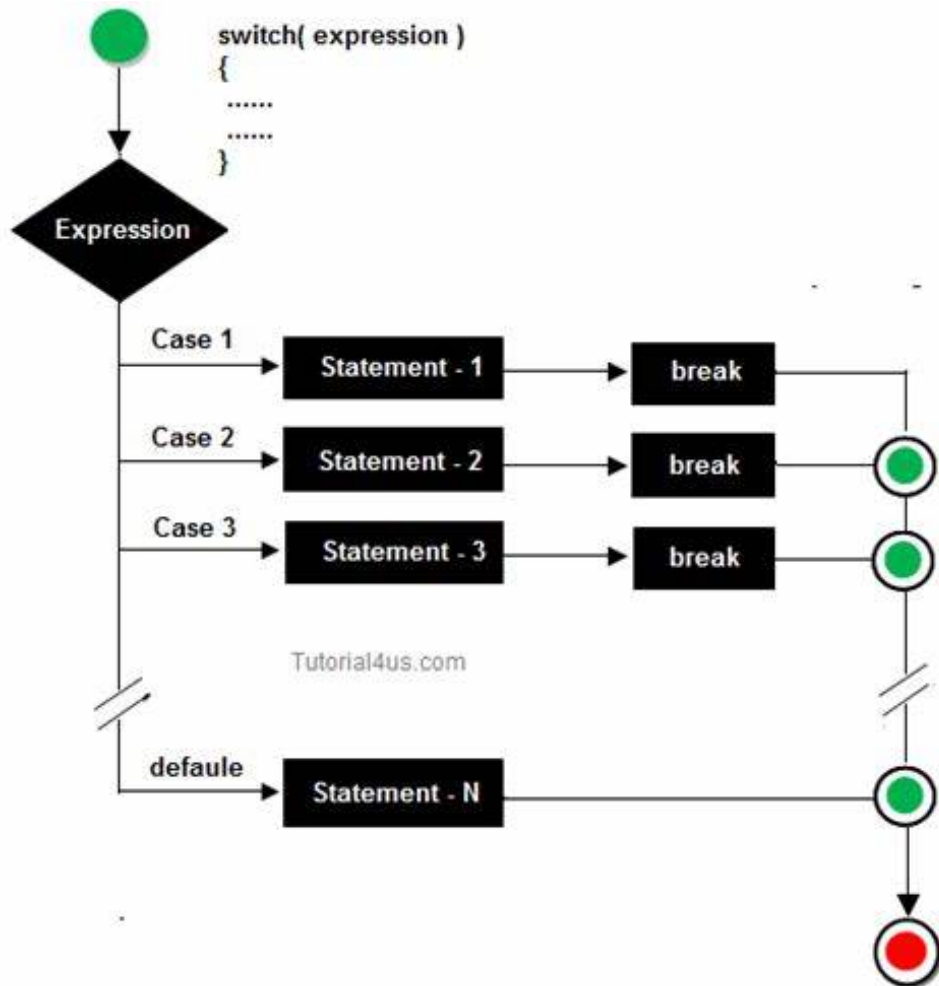 switch( expression )
{
......
......
}
Expression
Case 1
Statement - 1
break
Case 2
Statement - 2
break
Case 3
Statement - 3
break
Tutorial4us.com
defaule
Statement - N